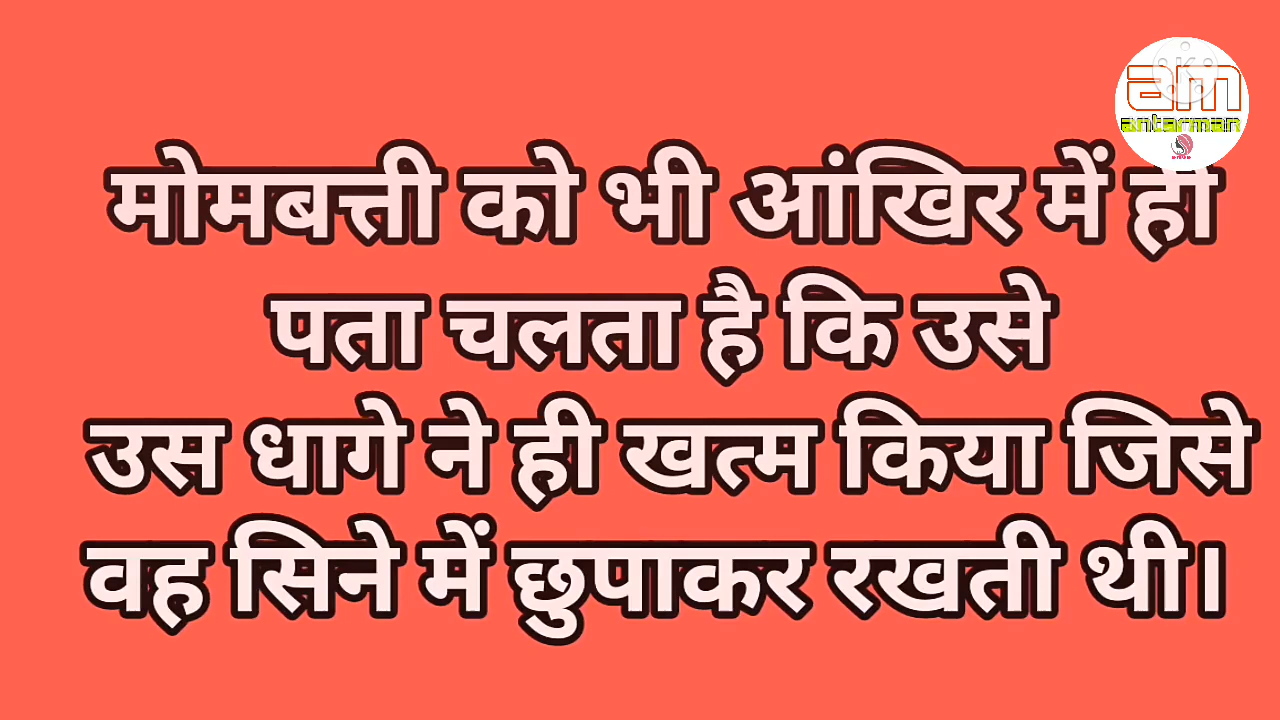 am
antarman
मोमबत्ती को भी आंखिर में ही
पता चलता है कि उसे
उस धागे ने ही खत्म किया जिसे
वह सिने में छुपाकर रखती थी।